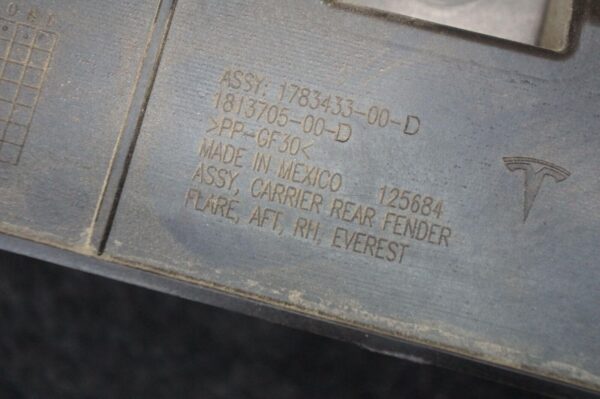 ASSY: 1783433-00-D
1813705-00-D
>PP-GF30<
MADE IN MEXICO 125684
ASSY, CARRIER REAR FENDER
FLARE, AFT, RH, EVEREST